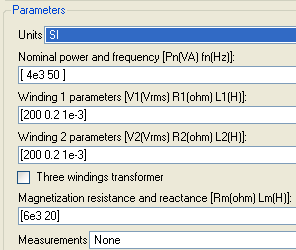 Parameters
Units SI
Nominal power and frequency [Pn(VA) fn(Hz)]:
[ 4e3 50 ]
Winding 1 parameters [V1(Vrms) R1(ohm) L1(H)]:
[200 0.2 1e-3]
Winding 2 parameters [V2(Vrms) R2(ohm) L2(H)]:
[200 0.2 1e-3]
Three windings transformer
Magnetization resistance and reactance [Rm(ohm) Lm(H)]:
[6e3 20]
Measurements None